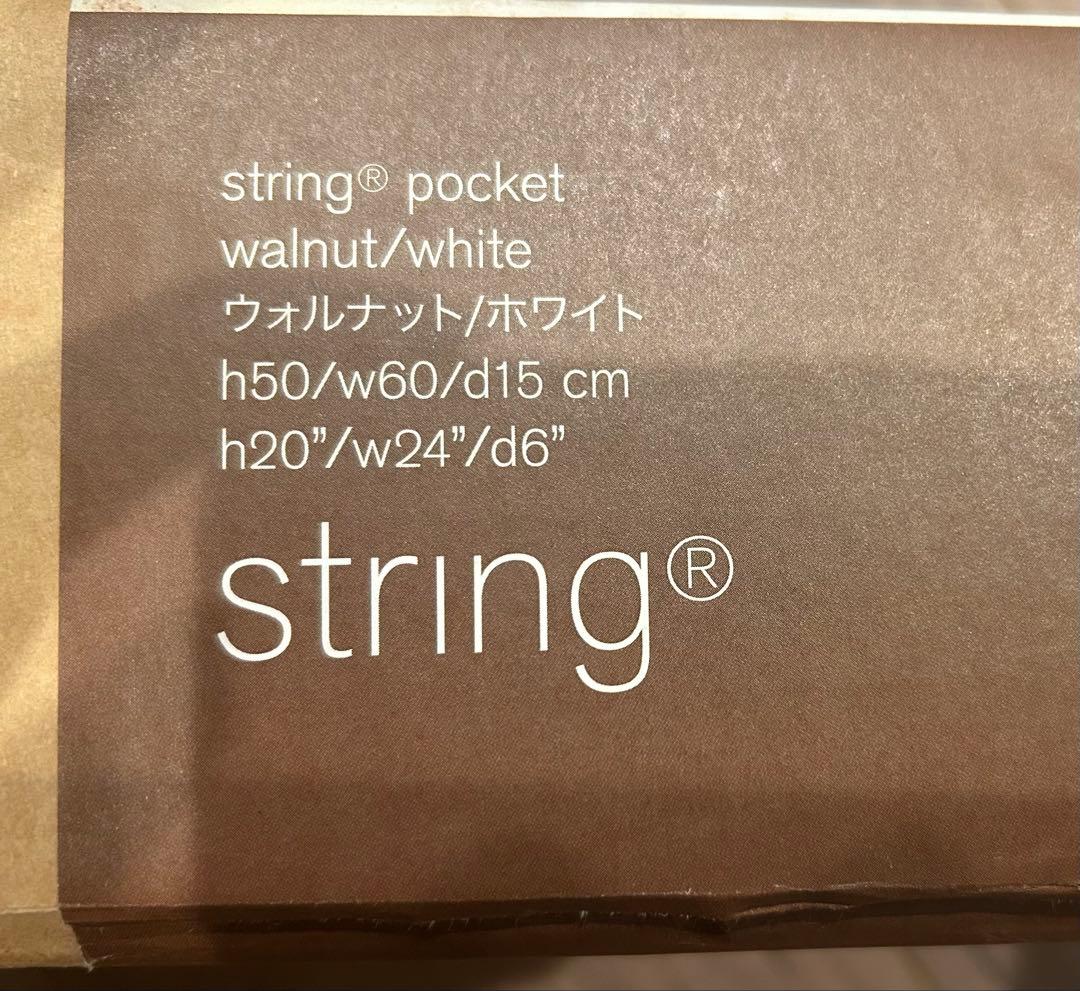 string® pocket
walnut/white
ウォルナット/ホワイト
h50/w60/d15 cm
h20”/w24”/d6”
string®